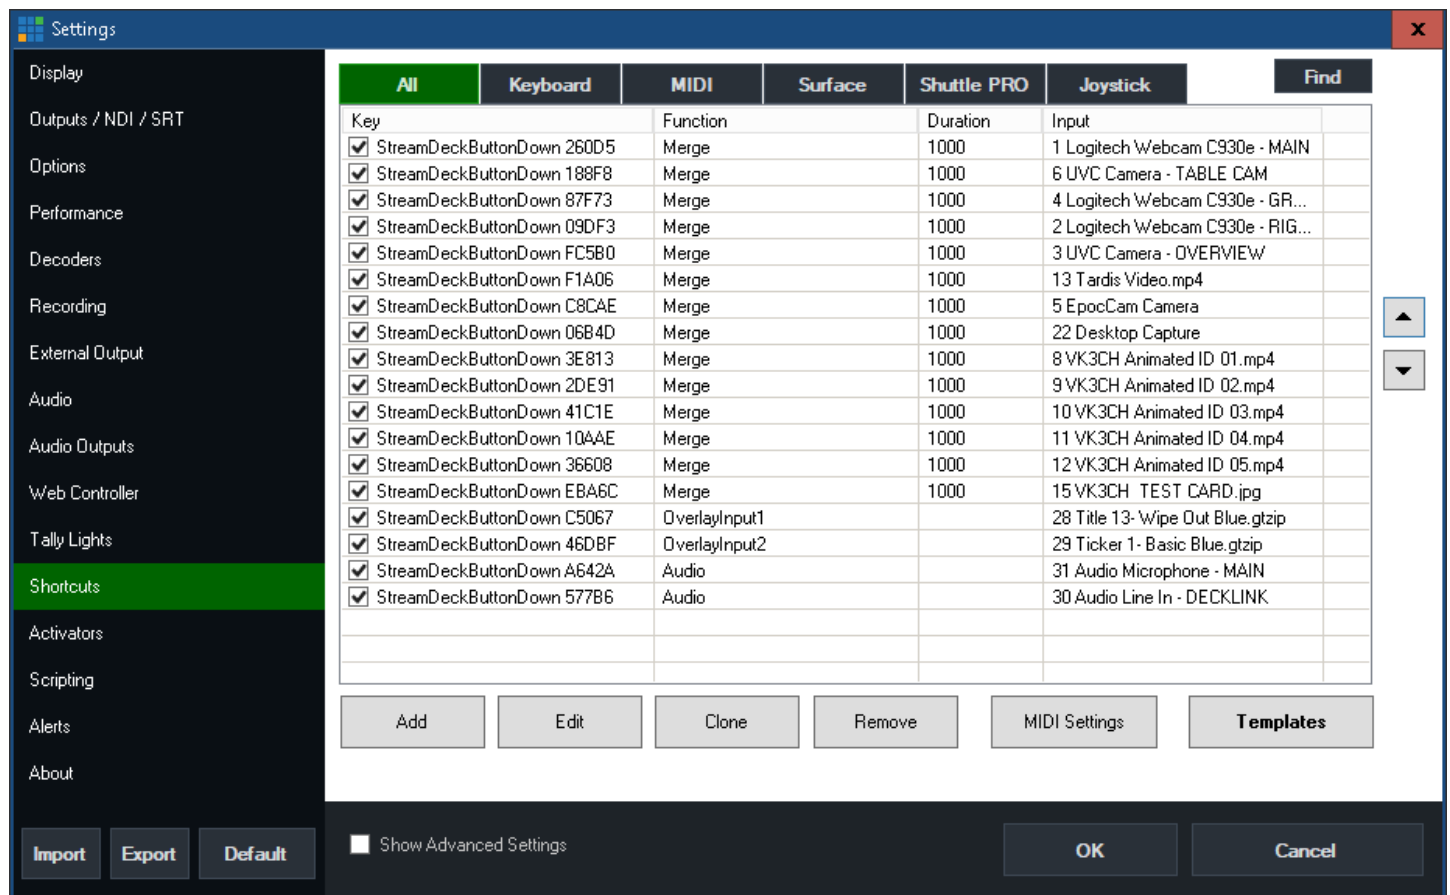 Settings
x
Display
Outputs / NDI / SRT
Options
Performance
Decoders
Recording
External Output
Audio
Audio Outputs
Web Controller
Tally Lights
Shortcuts
Activators
Scripting
Alerts
About
Import Export Default
All Keyboard MIDI Surface Shuttle PRO Joystick Find
Key Function Duration Input
StreamDeckButtonDown 260D5 Merge 1000 1 Logitech Webcam C930e - MAIN
StreamDeckButtonDown 188F8 Merge 1000 6 UVC Camera - TABLE CAM
StreamDeckButtonDown 87F73 Merge 1000 4 Logitech Webcam C930e - GR...
StreamDeckButtonDown 09DF3 Merge 1000 2 Logitech Webcam C930e - RIG...
StreamDeckButtonDown FC5B0 Merge 1000 3 UVC Camera - OVERVIEW
StreamDeckButtonDown F1A06 Merge 1000 13 Tardis Video.mp4
StreamDeckButtonDown C8CAE Merge 1000 5 EpocCam Camera
StreamDeckButtonDown 06B4D Merge 1000 22 Desktop Capture
StreamDeckButtonDown 3E813 Merge 1000 8 VK3CH Animated ID 01.mp4
StreamDeckButtonDown 2DE91 Merge 1000 9 VK3CH Animated ID 02.mp4
StreamDeckButtonDown 41C1E Merge 1000 10 VK3CH Animated ID 03.mp4
StreamDeckButtonDown 10AAE Merge 1000 11 VK3CH Animated ID 04.mp4
StreamDeckButtonDown 36608 Merge 1000 12 VK3CH Animated ID 05.mp4
StreamDeckButtonDown EBA6C Merge 1000 15 VK3CH TEST CARD.jpg
StreamDeckButtonDown C5067 OverlayInput1 28 Title 13- Wipe Out Blue.gtzip
StreamDeckButtonDown 46DBF OverlayInput2 29 Ticker 1- Basic Blue.gtzip
StreamDeckButtonDown A642A Audio 31 Audio Microphone - MAIN
StreamDeckButtonDown 577B6 Audio 30 Audio Line In - DECKLINK
Add Edit Clone Remove MIDI Settings Templates
Show Advanced Settings
OK Cancel